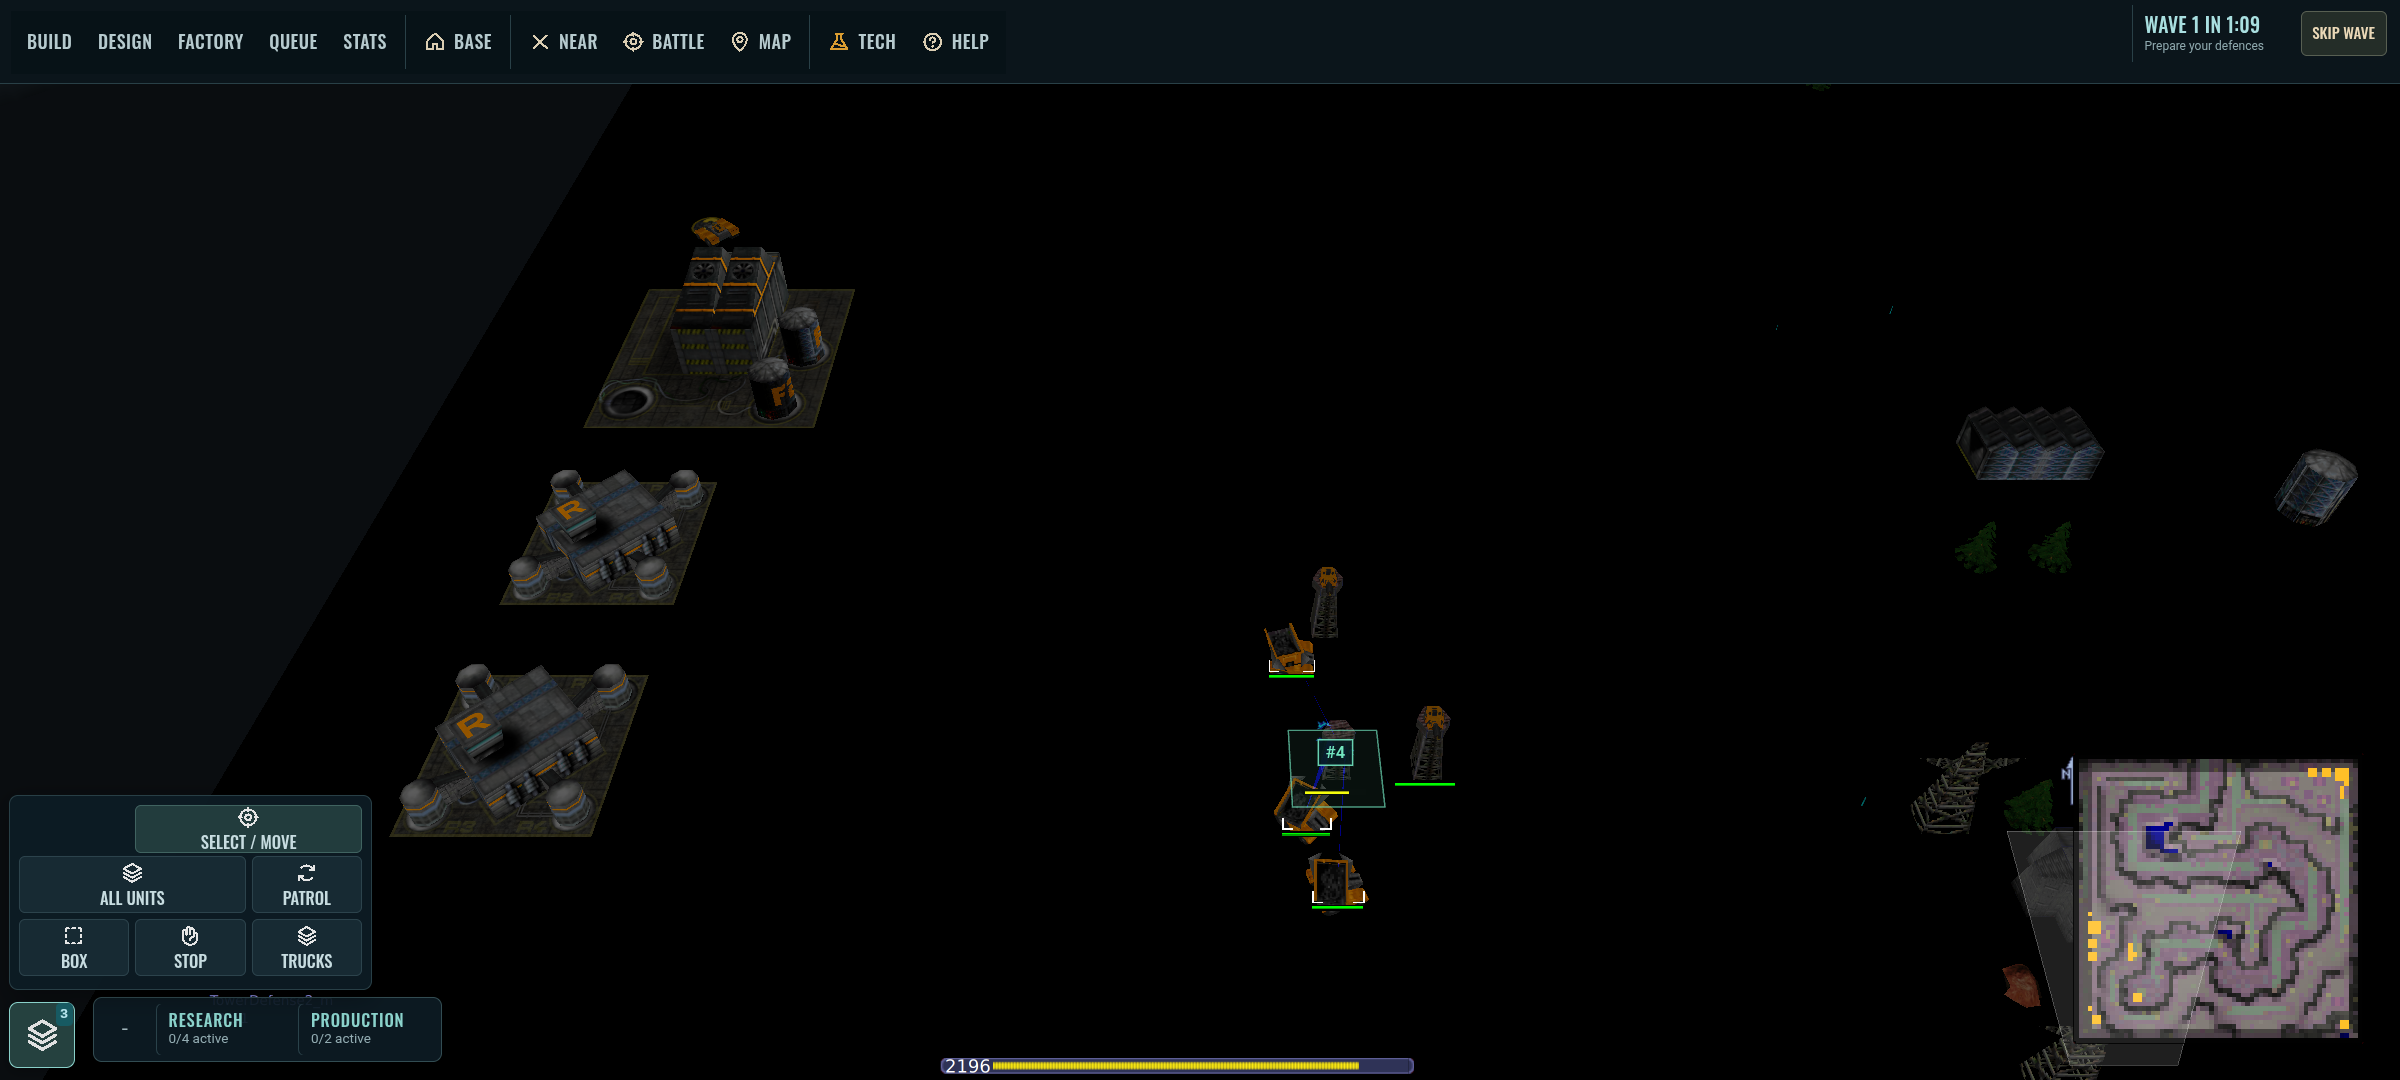 BUILD DESIGN FACTORY QUEUE STATS BASE NEAR BATTLE MAP TECH HELP
WAVE 1 IN 1:09
Prepare your defences
SKIP WAVE
R
R
#4
N
SELECT / MOVE
ALL UNITS PATROL
BOX STOP TRUCKS
3
- RESEARCH PRODUCTION
0/4 active 0/2 active
2196